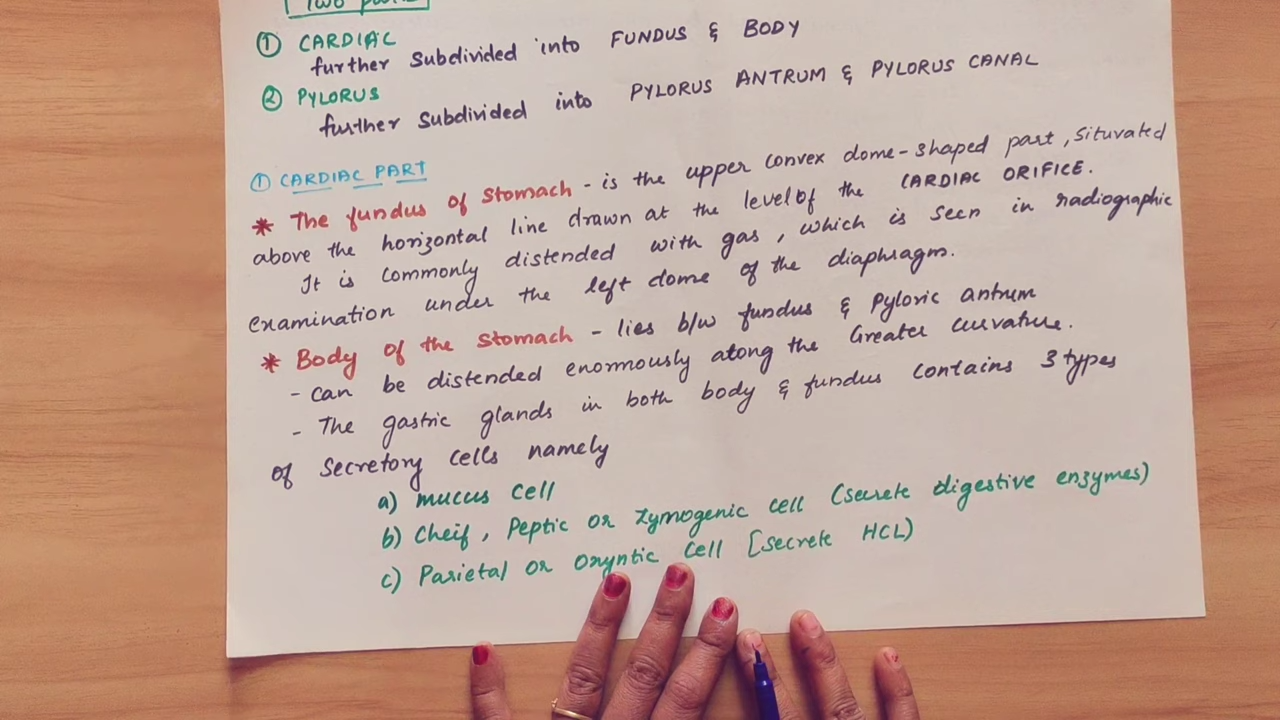 Two parts
① CARDIAC
further Subdivided into FUNDUS & BODY
② PYLORUS
further Subdivided into PYLORUS ANTRUM & PYLORUS CANAL
① CARDIAC PART
* The fundus of Stomach - is the upper convex dome-shaped part, Situvated
above the horizontal line drawn at the level of the CARDIAC ORIFICE.
It is commonly distended with gas, which is seen in radiographic
examination under the left dome of the diaphragm.
* Body of the stomach - lies b/w fundus & Pyloric antrum
- can be distended enormously along the Greater curvature.
- The gastric glands in both body & fundus contains 3 types
of Secretory cells namely
a) mucus cell
b) Cheif, Peptic or Zymogenic cell (secrete digestive enzymes)
c) Parietal or Oxyntic cell [secrete HCL)